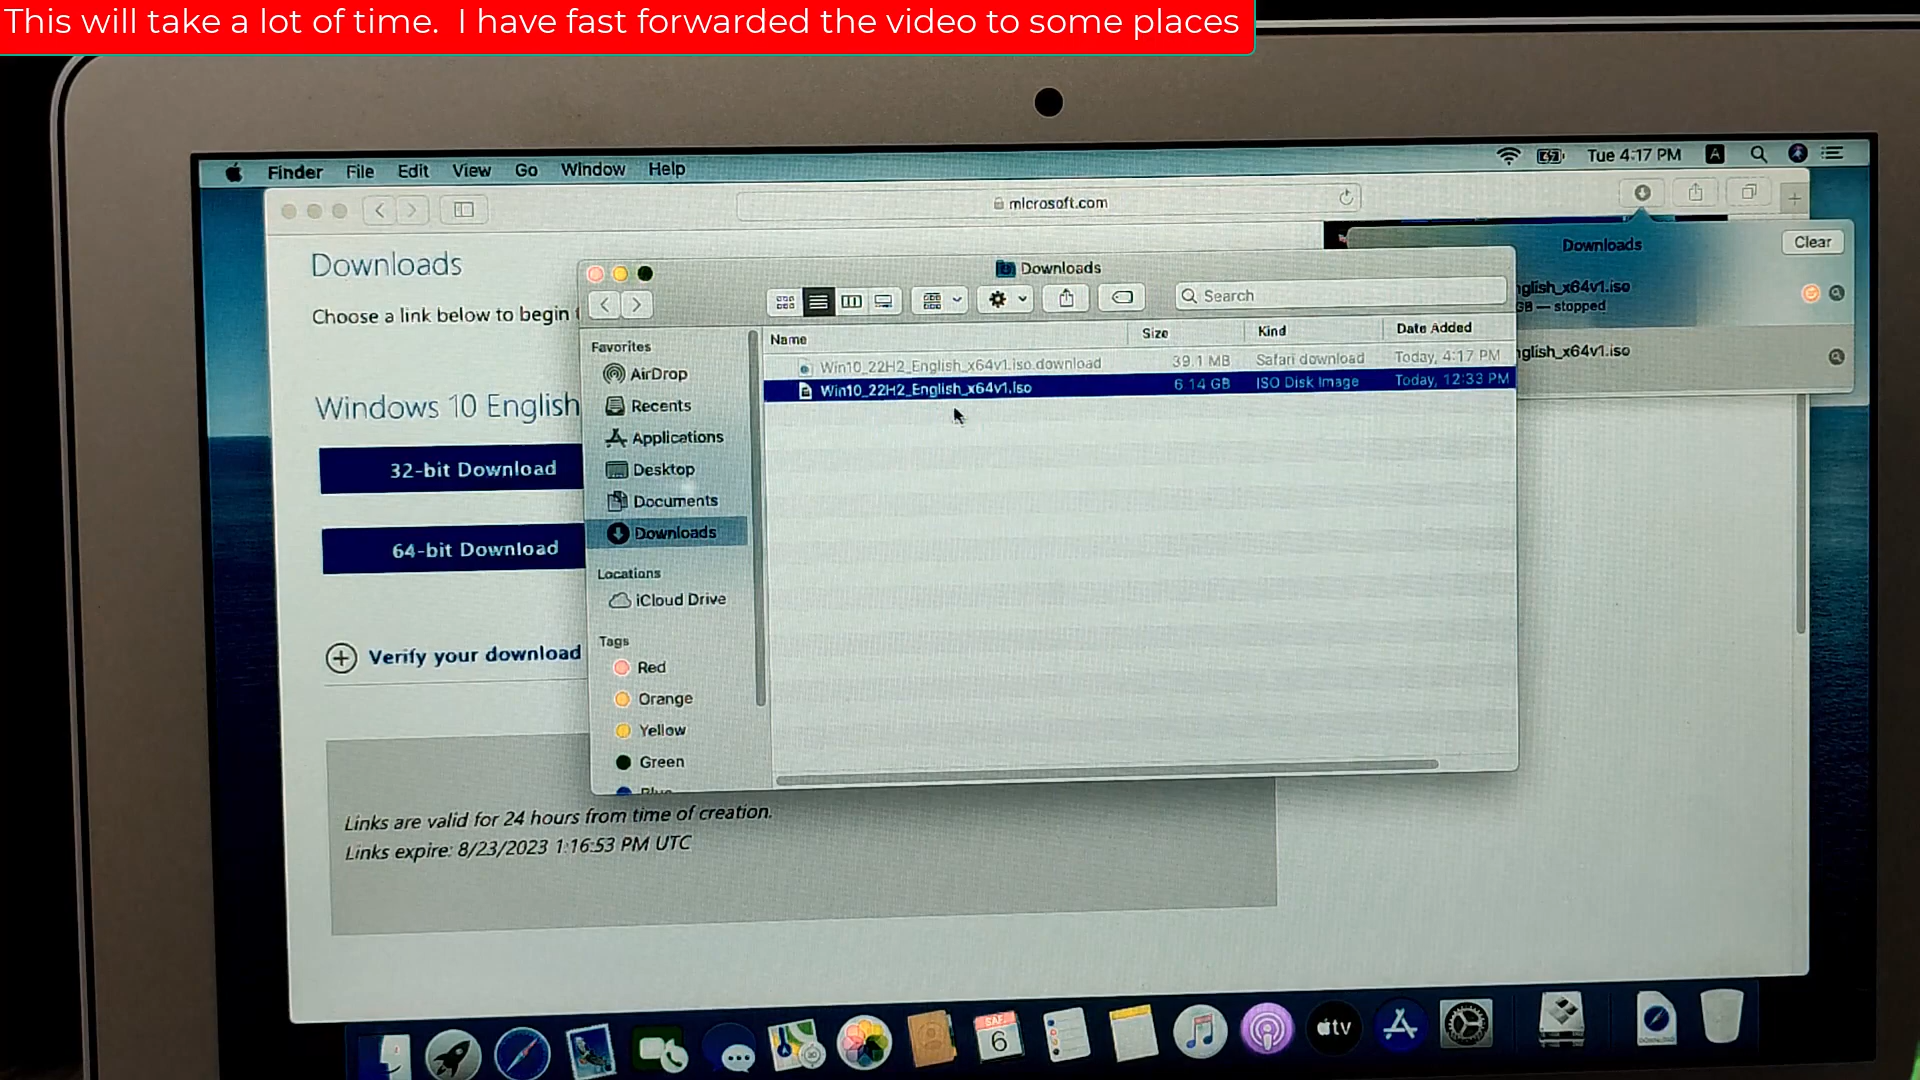 This will take a lot of time.  I have fast forwarded the video to some places
Finder File Edit View Go Window Help
Tue 4:17 PM A
microsoft.com
Downloads
Clear
nglish_x64v1.iso
GB — stopped
nglish_x64v1.iso
Downloads
Choose a link below to begin
Windows 10 English
32-bit Download
64-bit Download
Verify your download
Links are valid for 24 hours from time of creation.
Links expire: 8/23/2023 1:16:53 PM UTC
Downloads
Search
Favorites
AirDrop
Recents
Applications
Desktop
Documents
Downloads
Locations
iCloud Drive
Tags
Red
Orange
Yellow
Green
Blue
Name Size Kind Date Added
Win10_22H2_English_x64v1.iso.download 39.1 MB Safari download Today, 4:17 PM
Win10_22H2_English_x64v1.iso 6.14 GB ISO Disk Image Today, 12:33 PM
SAF.
6
tv